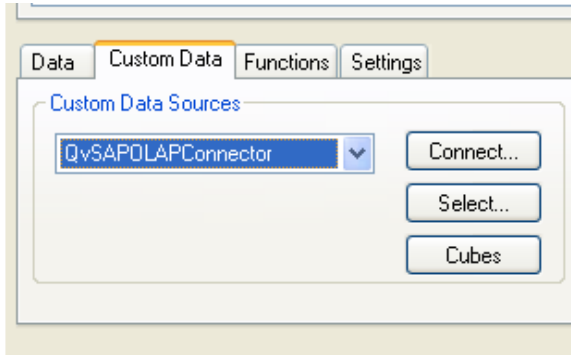 Data Custom Data Functions Settings
Custom Data Sources
QvSAPOLAPConnector Connect...
Select...
Cubes